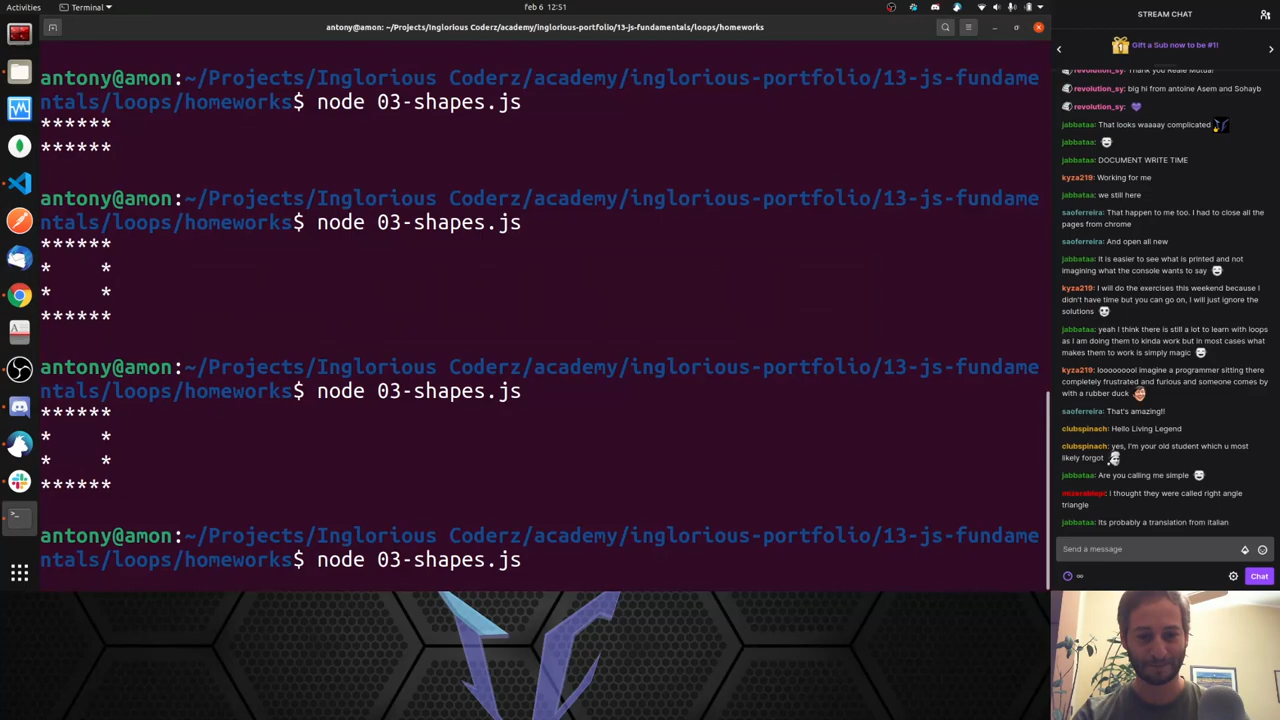 Activities
Terminal
feb 6 12:51
antony@amon: ~/Projects/Inglorious Coderz/academy/inglorious-portfolio/13-js-fundamentals/loops/homeworks
antony@amon:~/Projects/Inglorious Coderz/academy/inglorious-portfolio/13-js-fundame
ntals/loops/homeworks$ node 03-shapes.js
******
******
antony@amon:~/Projects/Inglorious Coderz/academy/inglorious-portfolio/13-js-fundame
ntals/loops/homeworks$ node 03-shapes.js
******
*    *
*    *
******
antony@amon:~/Projects/Inglorious Coderz/academy/inglorious-portfolio/13-js-fundame
ntals/loops/homeworks$ node 03-shapes.js
******
*    *
*    *
******
antony@amon:~/Projects/Inglorious Coderz/academy/inglorious-portfolio/13-js-fundame
ntals/loops/homeworks$ node 03-shapes.js
STREAM CHAT
Gift a Sub now to be #1!
revolution_sy: Thank you Reale Mutua!
revolution_sy: big hi from antoine Asem and Sohayb
revolution_sy:
jabbataa: That looks waaaay complicated
jabbataa:
jabbataa: DOCUMENT WRITE TIME
kyza219: Working for me
jabbataa: we still here
saoferreira: That happen to me too. I had to close all the
pages from chrome
saoferreira: And open all new
jabbataa: It is easier to see what is printed and not
imagining what the console wants to say
kyza219: I will do the exercises this weekend because I
didn't have time but you can go on, I will just ignore the
solutions
jabbataa: yeah I think there is still a lot to learn with loops
as I am doing them to kinda work but in most cases what
makes them to work is simply magic
kyza219: looooooool imagine a programmer sitting there
completely frustrated and furious and someone comes by
with a rubber duck
saoferreira: That's amazing!!
clubspinach: Hello Living Legend
clubspinach: yes, I'm your old student which u most
likely forgot
jabbataa: Are you calling me simple
I thought they were called right angle
triangle
jabbataa: Its probably a translation from italian
Send a message
Chat